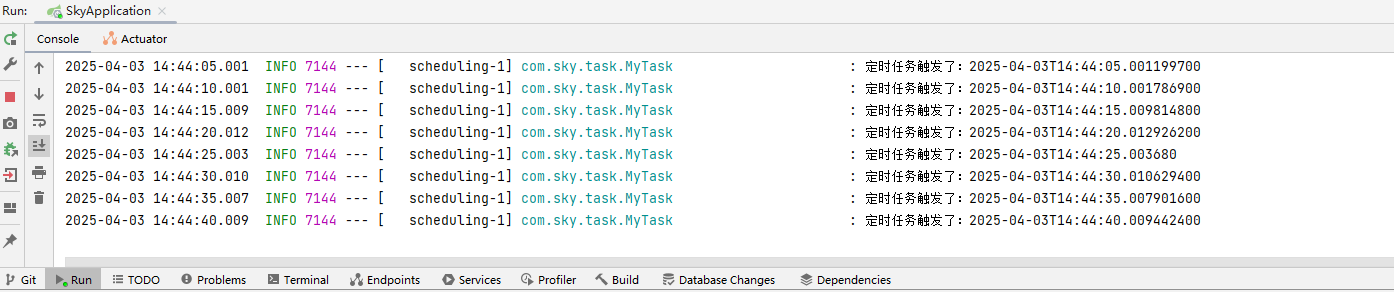 Run: SkyApplication
Console Actuator
2025-04-03 14:44:05.001 INFO 7144 --- [ scheduling-1] com.sky.task.MyTask : 定时任务触发了：2025-04-03T14:44:05.001199700
2025-04-03 14:44:10.001 INFO 7144 --- [ scheduling-1] com.sky.task.MyTask : 定时任务触发了：2025-04-03T14:44:10.001786900
2025-04-03 14:44:15.009 INFO 7144 --- [ scheduling-1] com.sky.task.MyTask : 定时任务触发了：2025-04-03T14:44:15.009814800
2025-04-03 14:44:20.012 INFO 7144 --- [ scheduling-1] com.sky.task.MyTask : 定时任务触发了：2025-04-03T14:44:20.012926200
2025-04-03 14:44:25.003 INFO 7144 --- [ scheduling-1] com.sky.task.MyTask : 定时任务触发了：2025-04-03T14:44:25.003680
2025-04-03 14:44:30.010 INFO 7144 --- [ scheduling-1] com.sky.task.MyTask : 定时任务触发了：2025-04-03T14:44:30.010629400
2025-04-03 14:44:35.007 INFO 7144 --- [ scheduling-1] com.sky.task.MyTask : 定时任务触发了：2025-04-03T14:44:35.007901600
2025-04-03 14:44:40.009 INFO 7144 --- [ scheduling-1] com.sky.task.MyTask : 定时任务触发了：2025-04-03T14:44:40.009442400
Git Run TODO Problems Terminal Endpoints Services Profiler Build Database Changes Dependencies